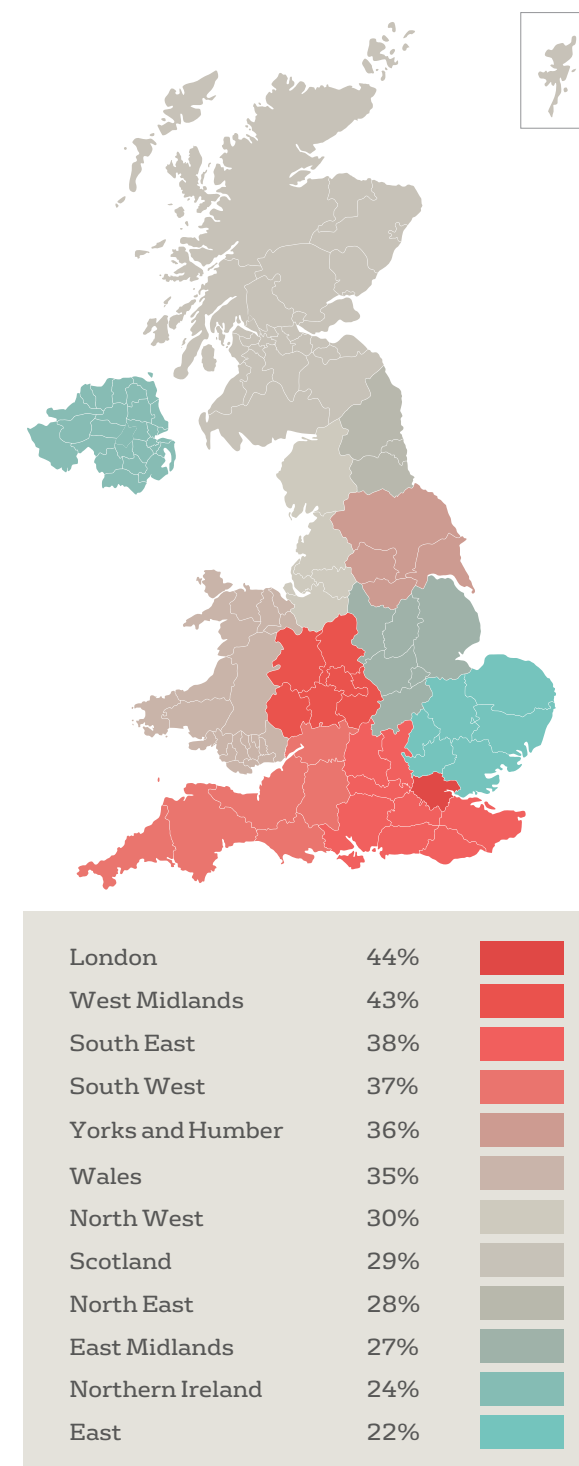 London 44%
West Midlands 43%
South East 38%
South West 37%
Yorks and Humber 36%
Wales 35%
North West 30%
Scotland 29%
North East 28%
East Midlands 27%
Northern Ireland 24%
East 22%